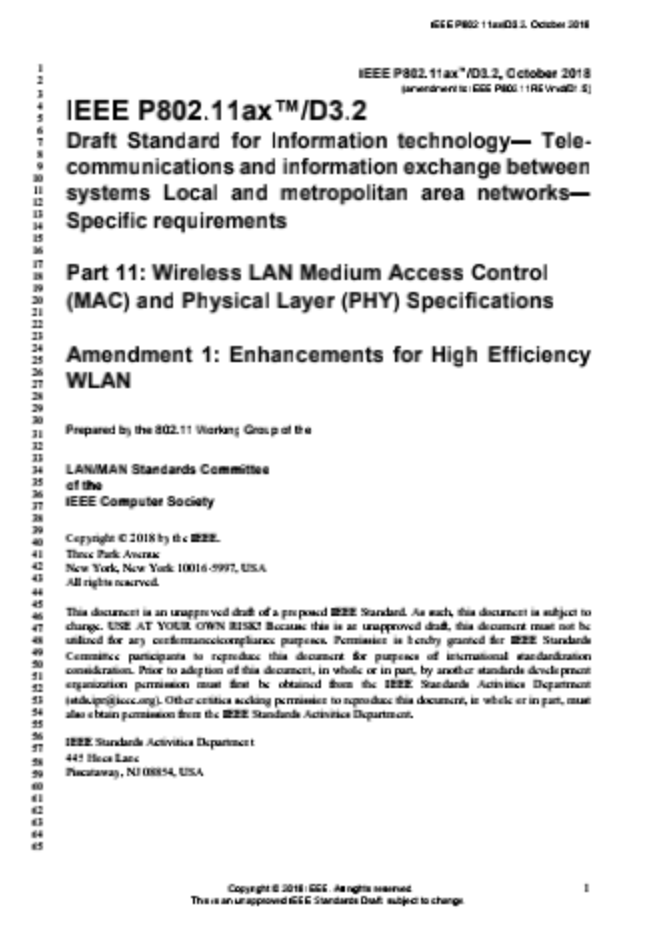 IEEE P802.11ax/D3.2, October 2018
IEEE P802.11ax™/D3.2, October 2018
(amendment to IEEE P802.11REVmd/D1.5)
IEEE P802.11ax™/D3.2
Draft Standard for Information technology— Tele-
communications and information exchange between
systems Local and metropolitan area networks—
Specific requirements
Part 11: Wireless LAN Medium Access Control
(MAC) and Physical Layer (PHY) Specifications
Amendment 1: Enhancements for High Efficiency
WLAN
Prepared by the 802.11 Working Group of the
LAN/MAN Standards Committee
of the
IEEE Computer Society
Copyright © 2018 by the IEEE.
Three Park Avenue
New York, New York 10016-5997, USA
All rights reserved.
This document is an unapproved draft of a proposed IEEE Standard. As such, this document is subject to
change. USE AT YOUR OWN RISK! Because this is an unapproved draft, this document must not be
utilized for any conformance/compliance purposes. Permission is hereby granted for IEEE Standards
Committee participants to reproduce this document for purposes of international standardization
consideration. Prior to adoption of this document, in whole or in part, by another standards development
organization permission must first be obtained from the IEEE Standards Activities Department
(stds.ipr@ieee.org). Other entities seeking permission to reproduce this document, in whole or in part, must
also obtain permission from the IEEE Standards Activities Department.
IEEE Standards Activities Department
445 Hoes Lane
Piscataway, NJ 08854, USA
1
2
3
4
5
6
7
8
9
10
11
12
13
14
15
16
17
18
19
20
21
22
23
24
25
26
27
28
29
30
31
32
33
34
35
36
37
38
39
40
41
42
43
44
45
46
47
48
49
50
51
52
53
54
55
56
57
58
59
60
61
62
63
64
65
Copyright © 2018 IEEE. All rights reserved. 1
This is an unapproved IEEE Standards Draft, subject to change.